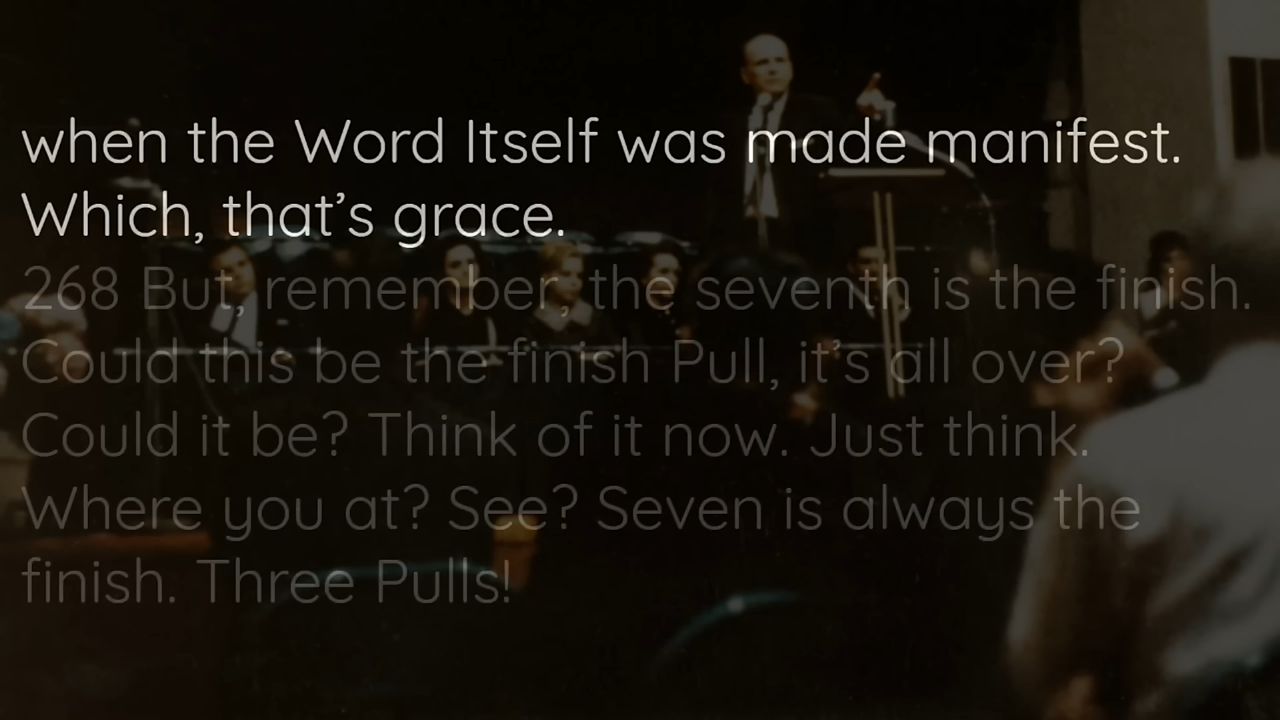 when the Word Itself was made manifest.
Which, that’s grace.
268 But, remember, the seventh is the finish.
Could this be the finish Pull, it’s all over?
Could it be? Think of it now. Just think.
Where you at? See? Seven is always the
finish. Three Pulls!